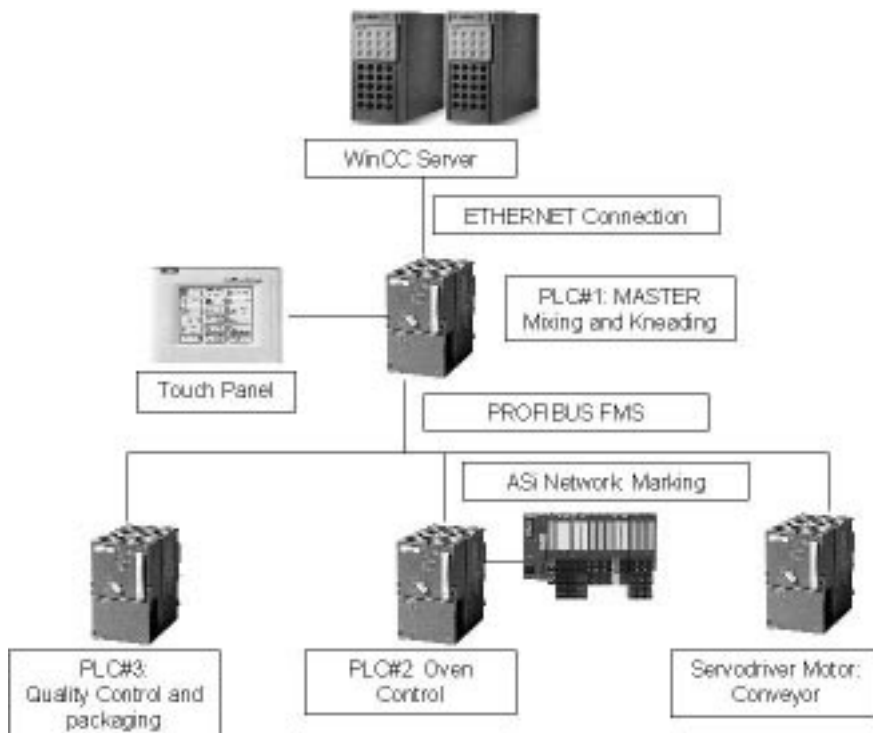 WinCC Server
ETHERNET Connection
PLC#1: MASTER
Mixing and Kneading
Touch Panel
PROFIBUS FMS
ASi Network: Marking
PLC#3:
Quality Control and
packaging
PLC#2: Oven
Control
Servodriver Motor:
Conveyor